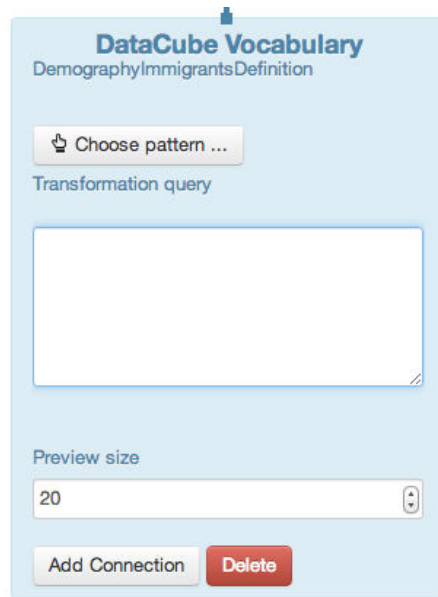 DataCube Vocabulary
DemographyImmigrantsDefinition
Choose pattern ...
Transformation query
Preview size
20
Add Connection Delete